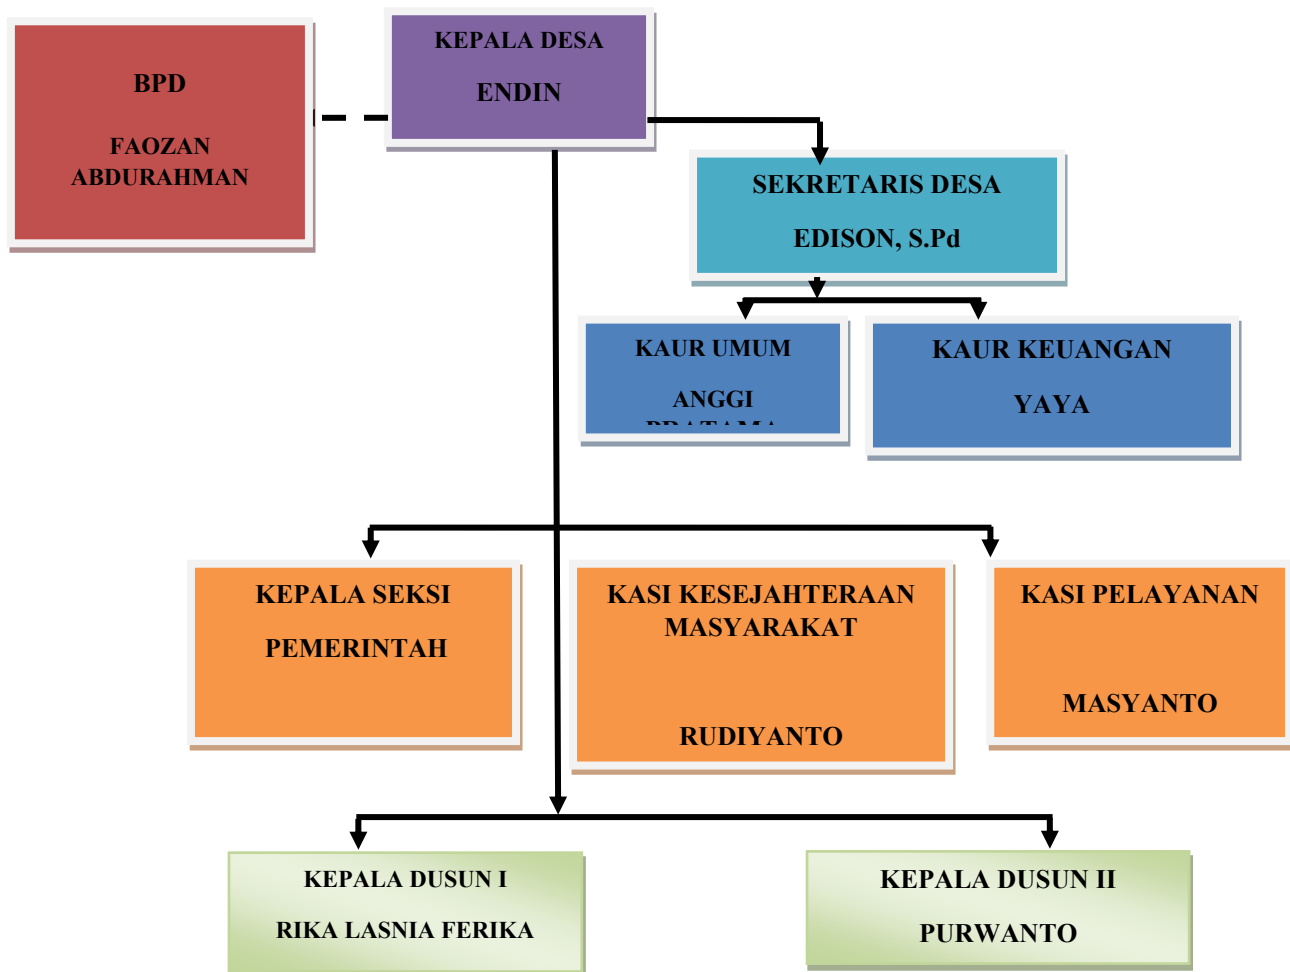 BPD
FAOZAN
ABDURAHMAN
KEPALA DESA
ENDIN
SEKRETARIS DESA
EDISON, S.Pd
KAUR UMUM
ANGGI
PRATAMA
KAUR KEUANGAN
YAYA
KEPALA SEKSI
PEMERINTAH
KASI KESEJAHTERAAN
MASYARAKAT
RUDIYANTO
KASI PELAYANAN
MASYANTO
KEPALA DUSUN I
RIKA LASNIA FERIKA
KEPALA DUSUN II
PURWANTO